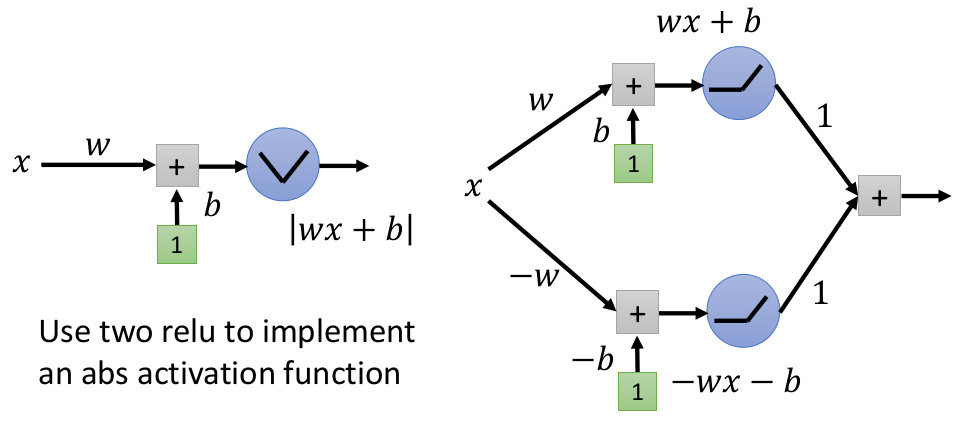 x
w
+
b
1
|wx + b|
Use two relu to implement
an abs activation function
wx + b
w
+
b
1
1
x
+
−w
+
1
−b
1
−wx − b